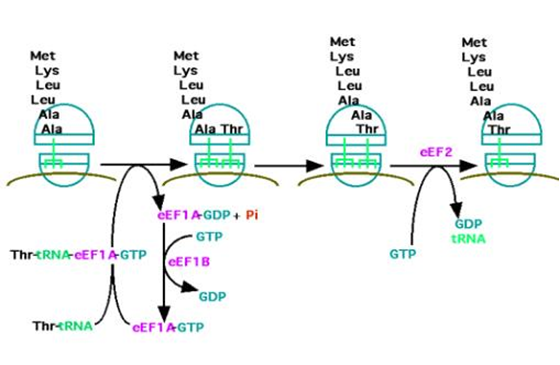 Met
Lys
Leu
Leu
Ala
Ala
Met
Lys
Leu
Leu
Ala
Ala Thr
Met
Lys
Leu
Leu
Ala
Ala
Thr
Met
Lys
Leu
Leu
Ala
Ala
Thr
eEF2
eEF1A-GDP + Pi
GTP
eEF1B
GDP
Thr-tRNA-eEF1A-GTP
Thr-tRNA
eEF1A-GTP
GTP
GDP
tRNA